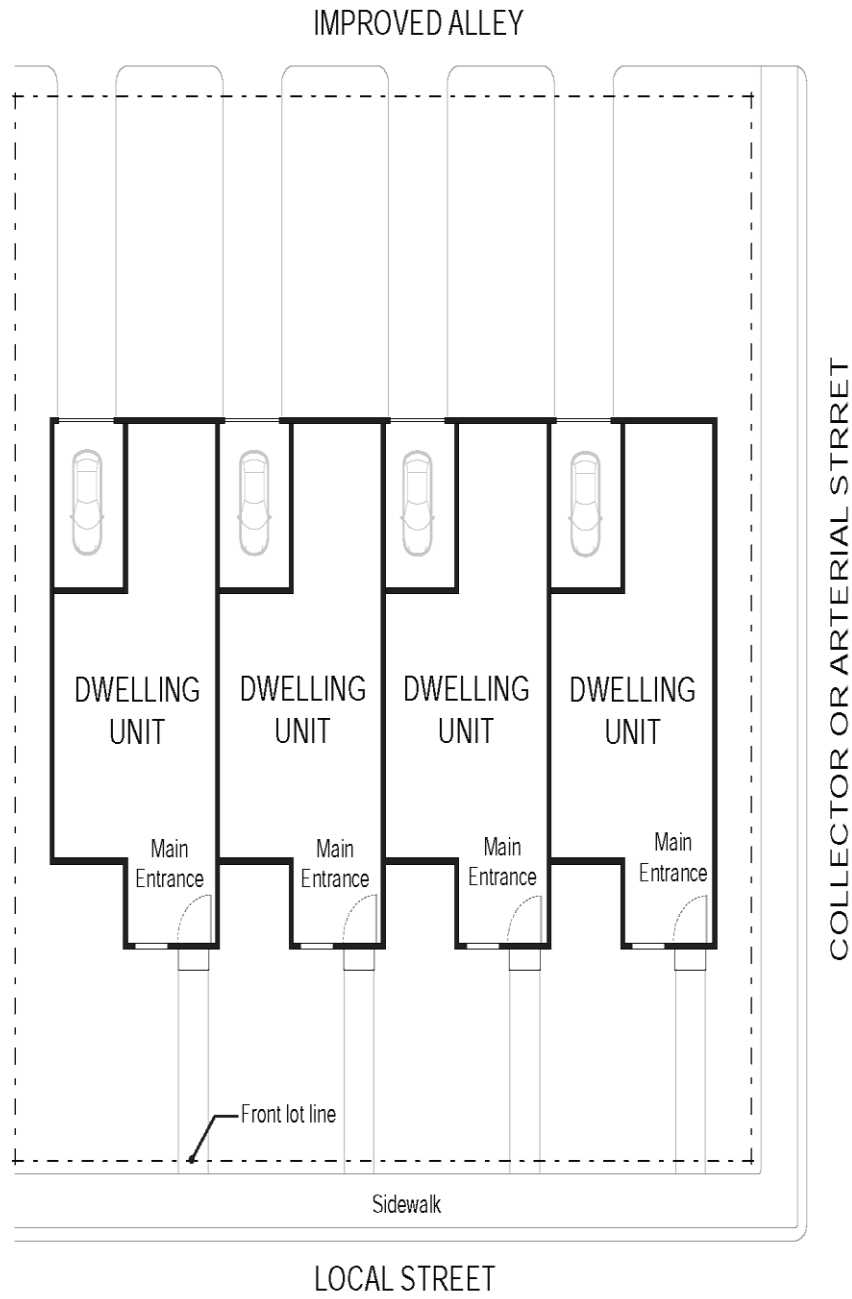 IMPROVED ALLEY
COLLECTOR OR ARTERIAL STRRET
DWELLING
UNIT
DWELLING
UNIT
DWELLING
UNIT
DWELLING
UNIT
Main
Entrance
Main
Entrance
Main
Entrance
Main
Entrance
Front lot line
Sidewalk
LOCAL STREET